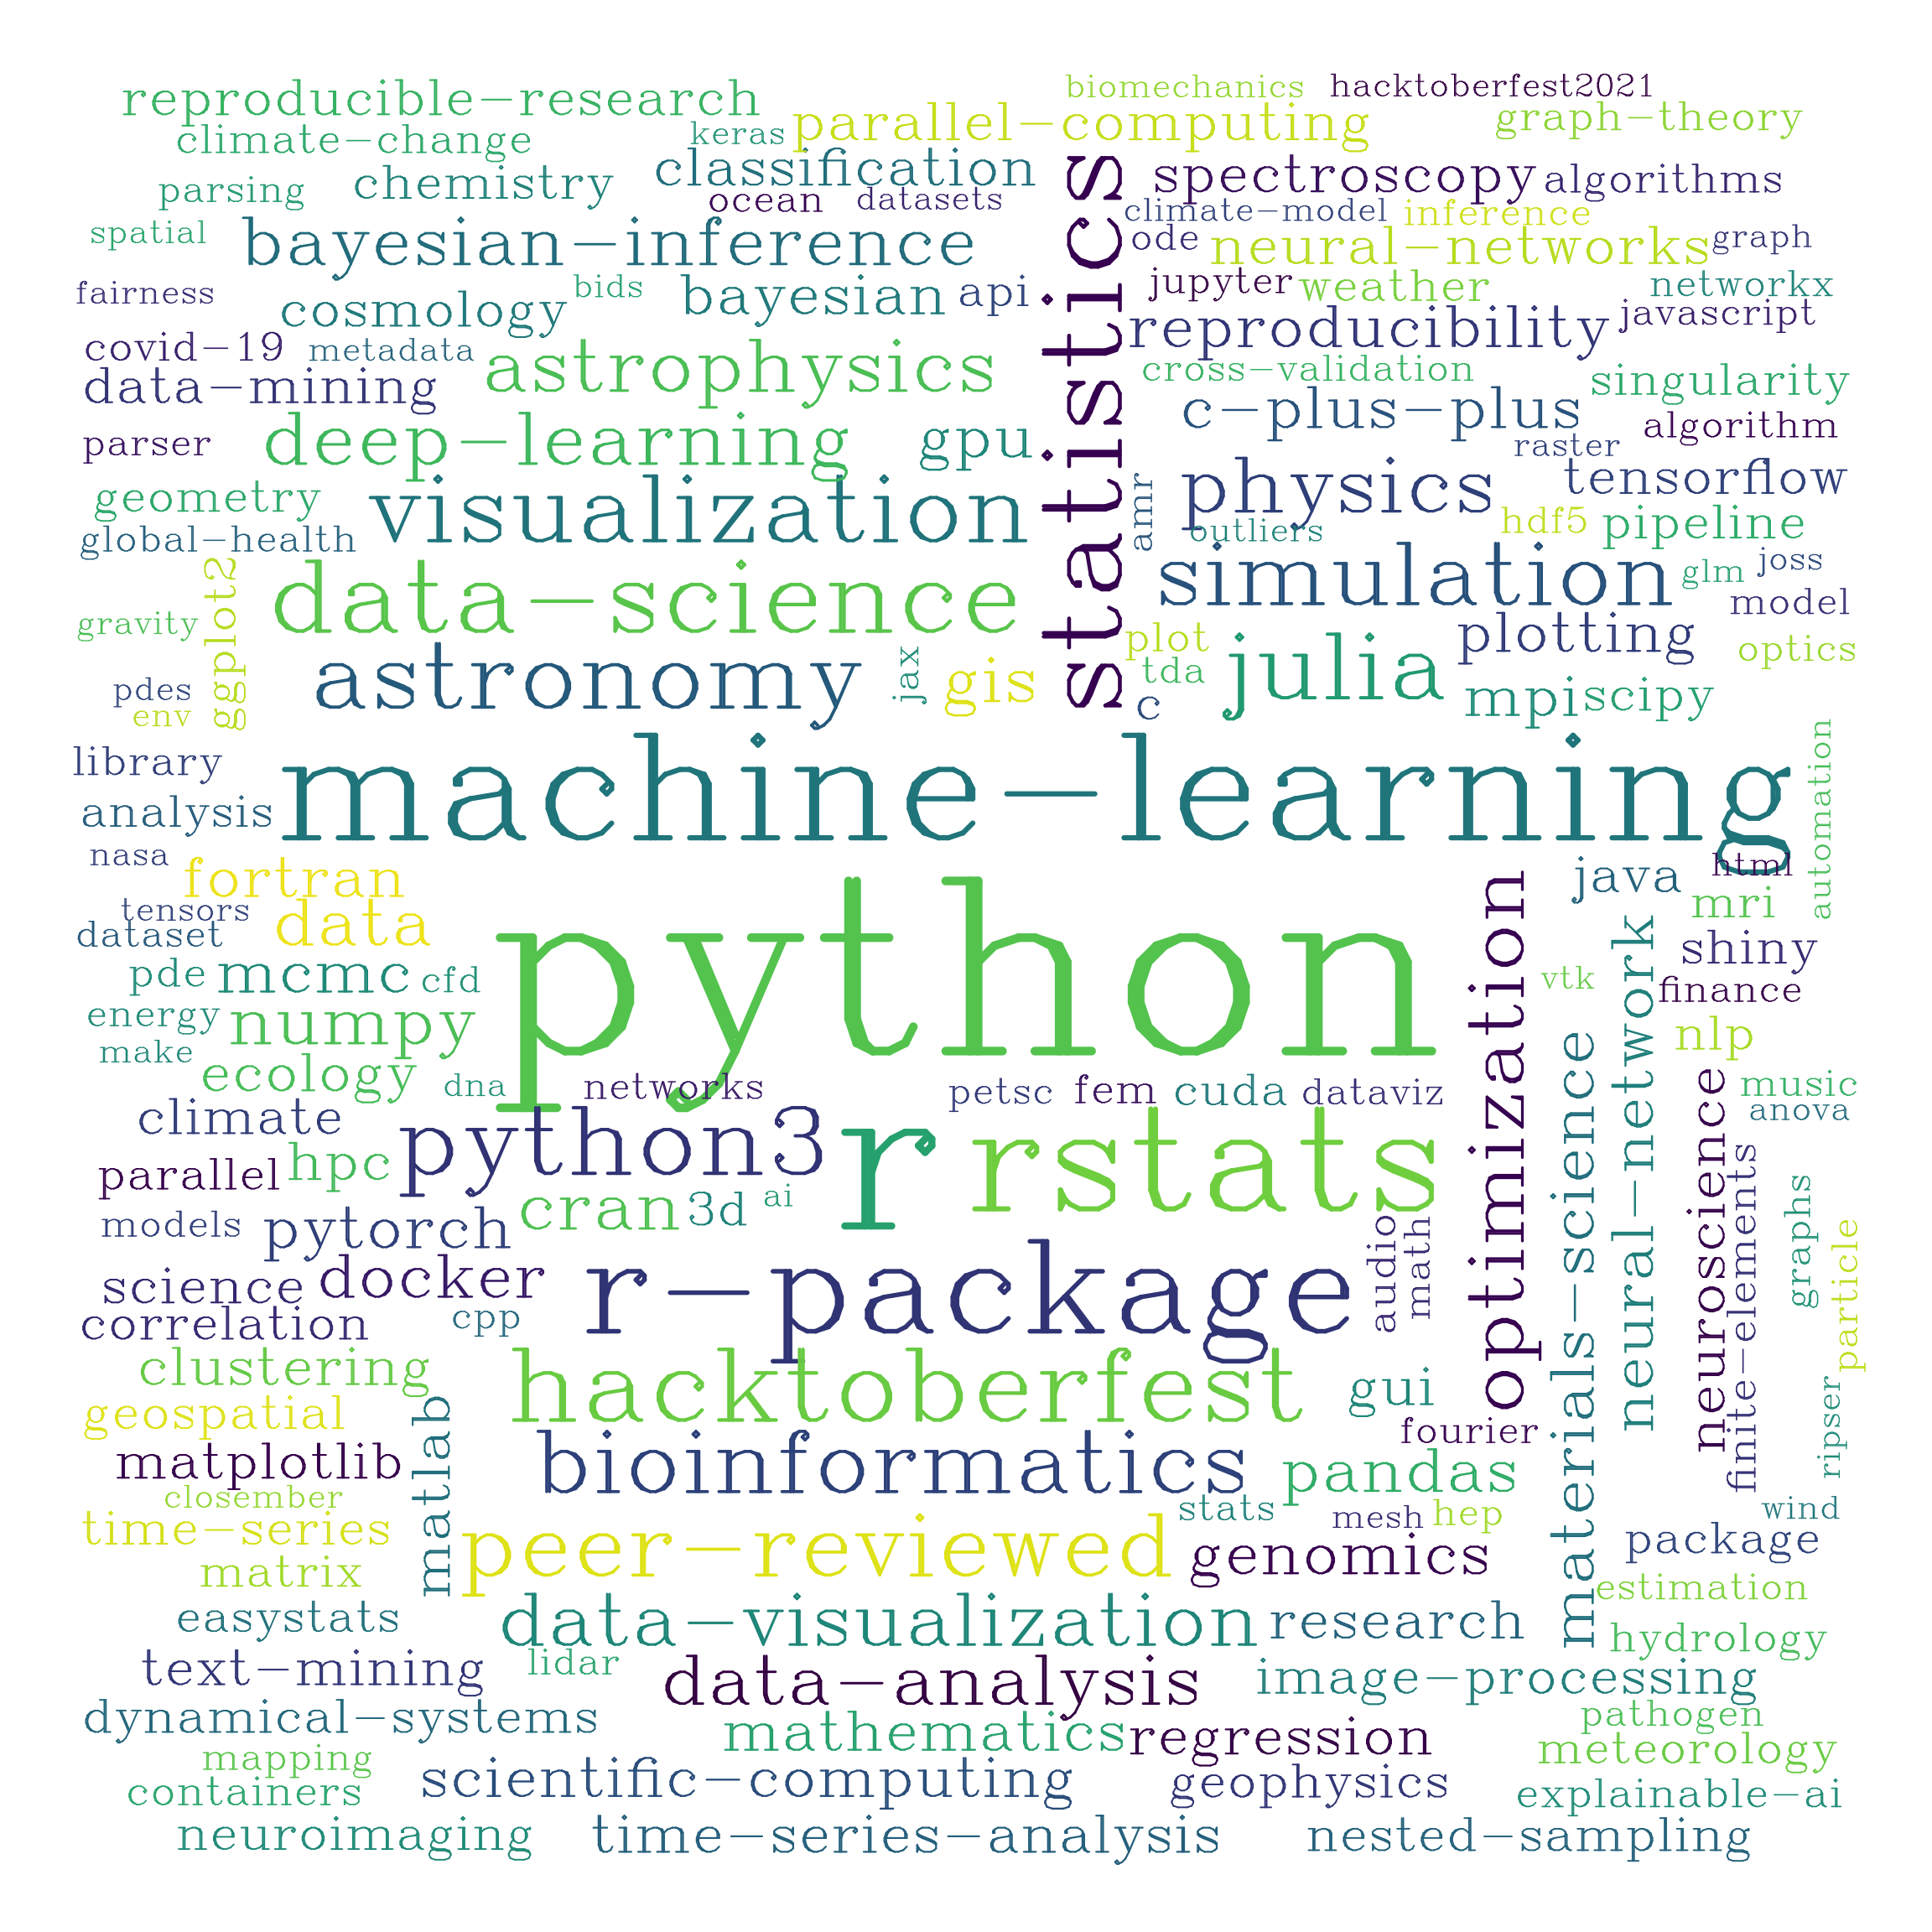 biomechanics
hacktoberfest2021
reproducible-research
parallel-computing
graph-theory
climate-change
keras
classification
statistics
spectroscopy
algorithms
parsing
chemistry
ocean
datasets
climate-model
inference
spatial
bayesian-inference
ode
neural-networks
graph
fairness
cosmology
bids
bayesian
api
jupyter
weather
networkx
covid-19
metadata
astrophysics
reproducibility
javascript
data-mining
cross-validation
singularity
parser
deep-learning
gpu
c-plus-plus
algorithm
raster
geometry
visualization
amr
physics
tensorflow
global-health
outliers
hdf5
pipeline
ggplot2
data-science
simulation
glm
joss
gravity
model
astronomy
jax
gis
plot
julia
plotting
optics
pdes
tda
env
c
mpi
scipy
library
machine-learning
automation
analysis
nasa
fortran
java
html
tensors
data
mri
dataset
python
optimization
neural-network
shiny
pde
mcmc
cfd
vtk
finance
energy
numpy
make
nlp
ecology
dna
networks
petsc
fem
cuda
dataviz
materials-science
neuroscience
music
anova
climate
python3
r
rstats
parallel
hpc
cran
3d
ai
finite-elements
graphs
models
pytorch
audio
math
particle
science
docker
r-package
correlation
cpp
clustering
hacktoberfest
gui
geospatial
matlab
fourier
ripser
matplotlib
bioinformatics
pandas
closember
stats
mesh
hep
wind
time-series
peer-reviewed
genomics
package
matrix
estimation
easystats
data-visualization
research
hydrology
text-mining
lidar
data-analysis
image-processing
dynamical-systems
mathematics
regression
pathogen
mapping
meteorology
containers
scientific-computing
geophysics
explainable-ai
neuroimaging
time-series-analysis
nested-sampling